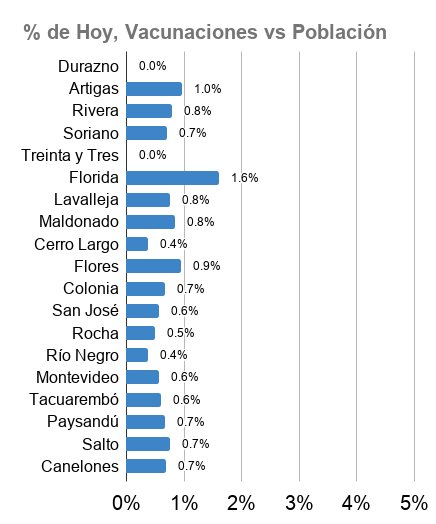 % de Hoy, Vacunaciones vs Población
Durazno 0.0%
Artigas 1.0%
Rivera 0.8%
Soriano 0.7%
Treinta y Tres 0.0%
Florida 1.6%
Lavalleja 0.8%
Maldonado 0.8%
Cerro Largo 0.4%
Flores 0.9%
Colonia 0.7%
San José 0.6%
Rocha 0.5%
Río Negro 0.4%
Montevideo 0.6%
Tacuarembó 0.6%
Paysandú 0.7%
Salto 0.7%
Canelones 0.7%
0% 1% 2% 3% 4% 5%